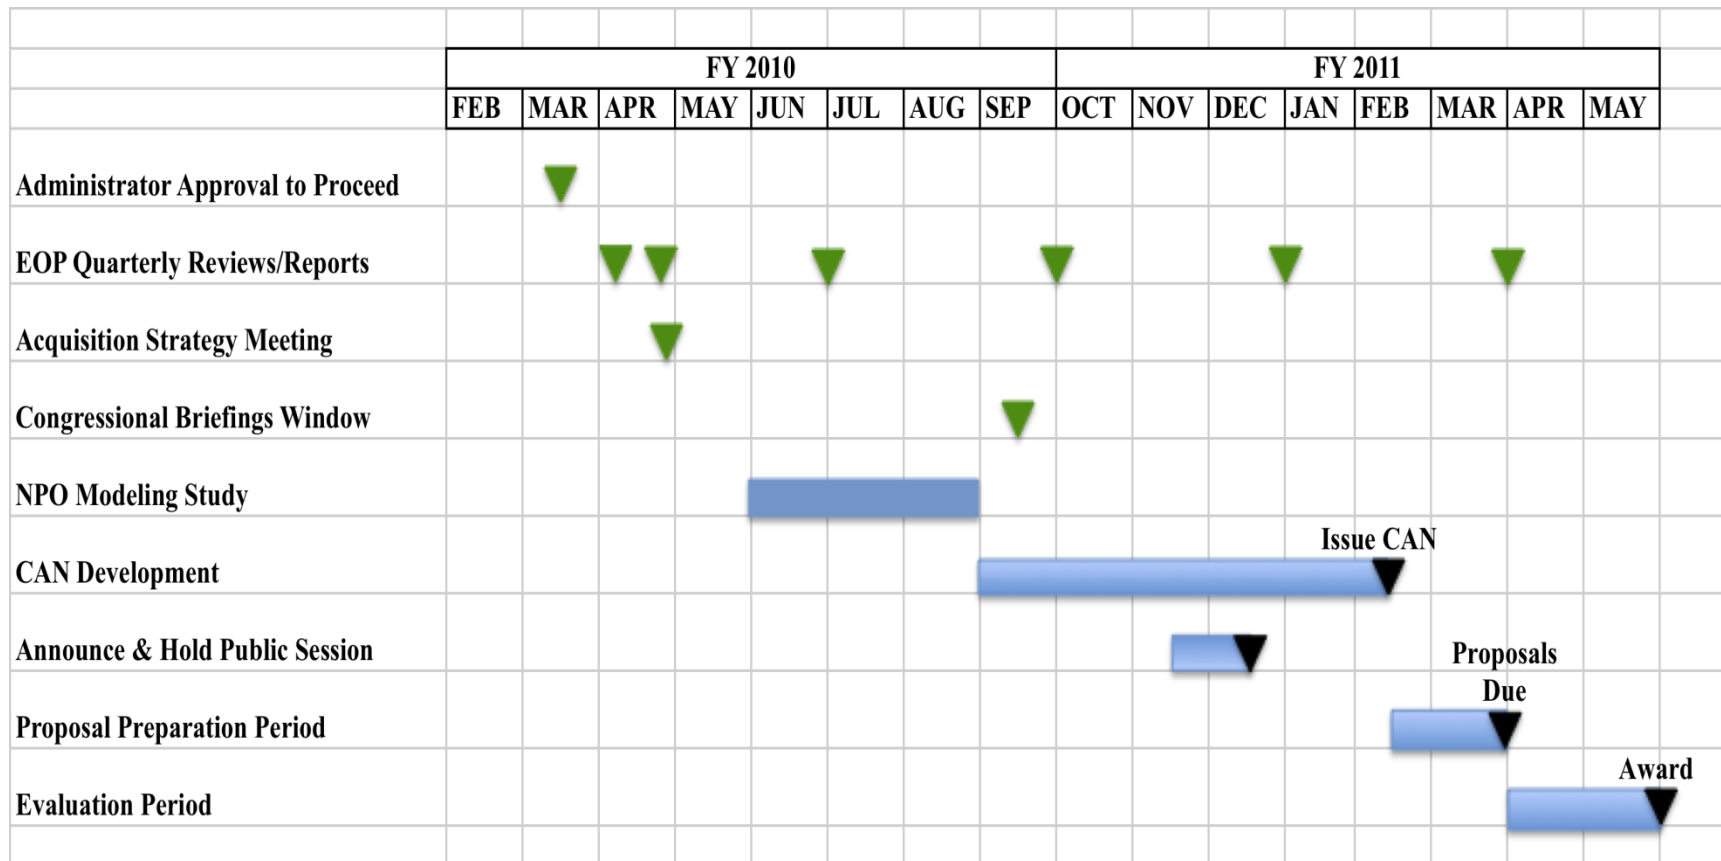 FY 2010 FY 2011
FEB MAR APR MAY JUN JUL AUG SEP OCT NOV DEC JAN FEB MAR APR MAY
Administrator Approval to Proceed
EOP Quarterly Reviews/Reports
Acquisition Strategy Meeting
Congressional Briefings Window
NPO Modeling Study
Issue CAN
CAN Development
Announce & Hold Public Session
Proposals
Due
Proposal Preparation Period
Award
Evaluation Period